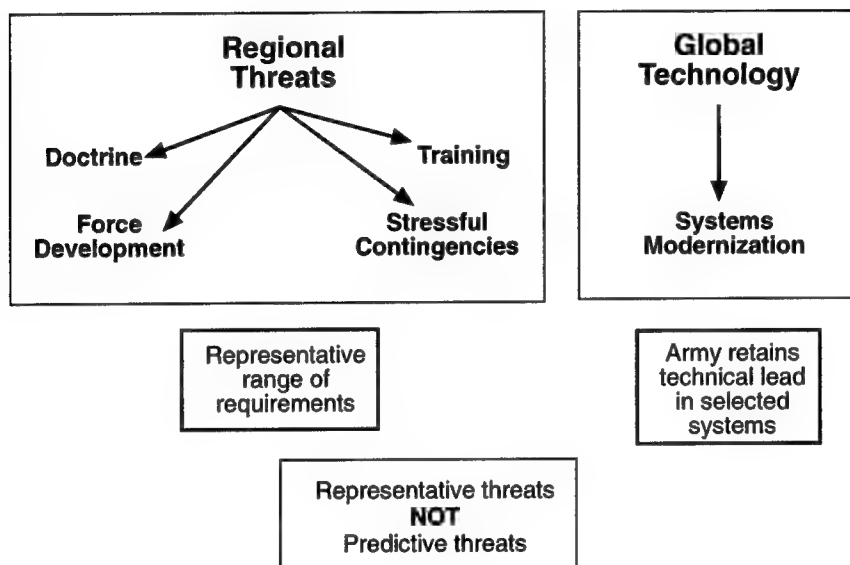 Regional
Threats
Doctrine
Training
Force
Development
Stressful
Contingencies
Global
Technology
Systems
Modernization
Representative
range of
requirements
Army retains
technical lead
in selected
systems
Representative threats
NOT
Predictive threats